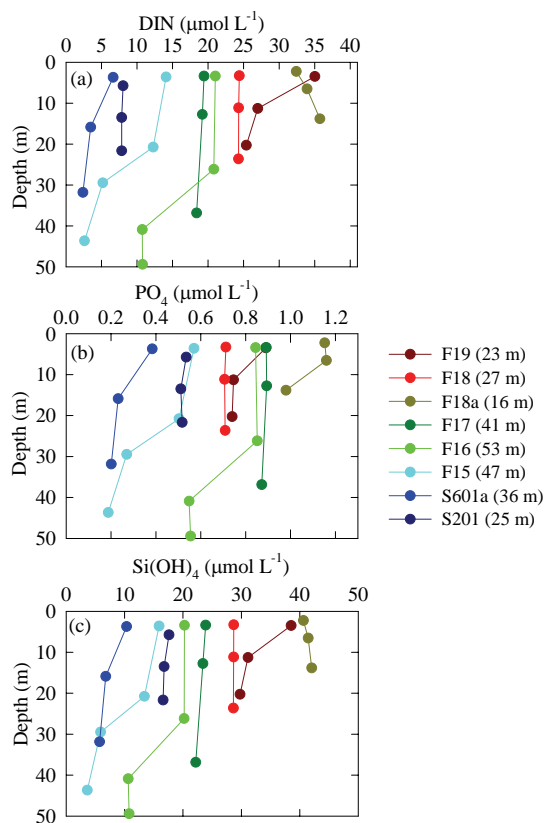 DIN (μmol L⁻¹)
0 5 10 15 20 25 30 35 40
0
10
20
30
40
50
Depth (m)
(a)
PO₄ (μmol L⁻¹)
0.0 0.2 0.4 0.6 0.8 1.0 1.2
0
10
20
30
40
50
Depth (m)
(b)
F19 (23 m)
F18 (27 m)
F18a (16 m)
F17 (41 m)
F16 (53 m)
F15 (47 m)
S601a (36 m)
S201 (25 m)
Si(OH)₄ (μmol L⁻¹)
0 10 20 30 40 50
0
10
20
30
40
50
Depth (m)
(c)